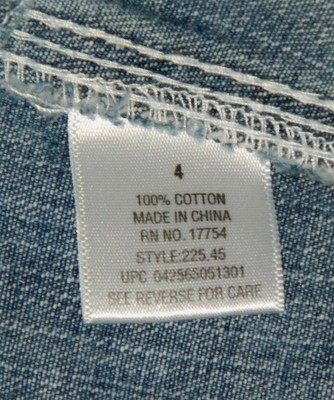 4
100% COTTON
MADE IN CHINA
RN NO. 17754
STYLE:225.45
UPC 042565051301
SEE REVERSE FOR CARE